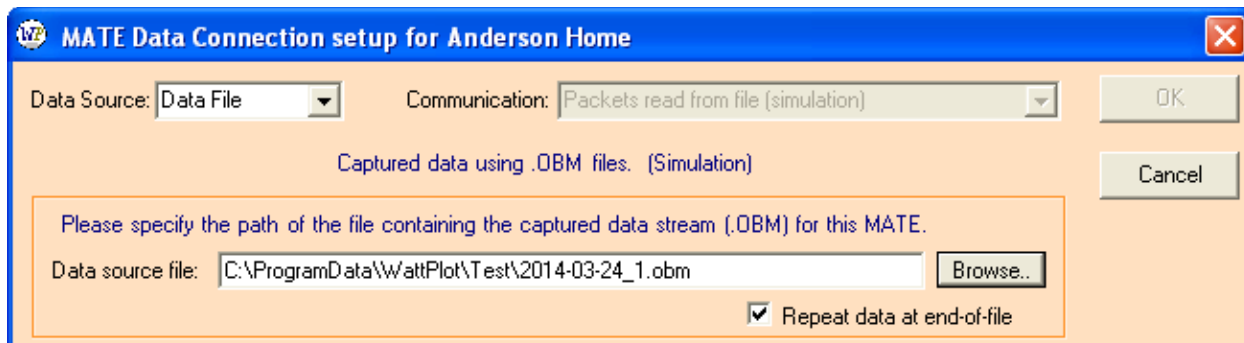 WP MATE Data Connection setup for Anderson Home
Data Source: Data File Communication: Packets read from file (simulation) OK
Captured data using .OBM files. (Simulation)
Cancel
Please specify the path of the file containing the captured data stream (.OBM) for this MATE.
Data source file: C:\ProgramData\WattPlot\Test\2014-03-24_1.obm Browse..
Repeat data at end-of-file